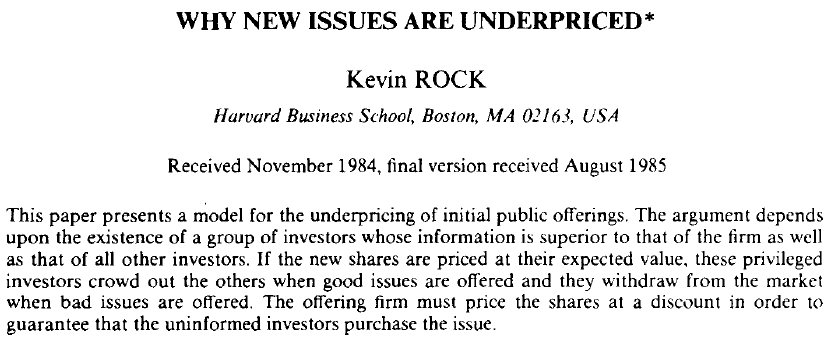 WHY NEW ISSUES ARE UNDERPRICED*
Kevin ROCK
Harvard Business School, Boston, MA 02163, USA
Received November 1984, final version received August 1985
This paper presents a model for the underpricing of initial public offerings. The argument depends
upon the existence of a group of investors whose information is superior to that of the firm as well
as that of all other investors. If the new shares are priced at their expected value, these privileged
investors crowd out the others when good issues are offered and they withdraw from the market
when bad issues are offered. The offering firm must price the shares at a discount in order to
guarantee that the uninformed investors purchase the issue.